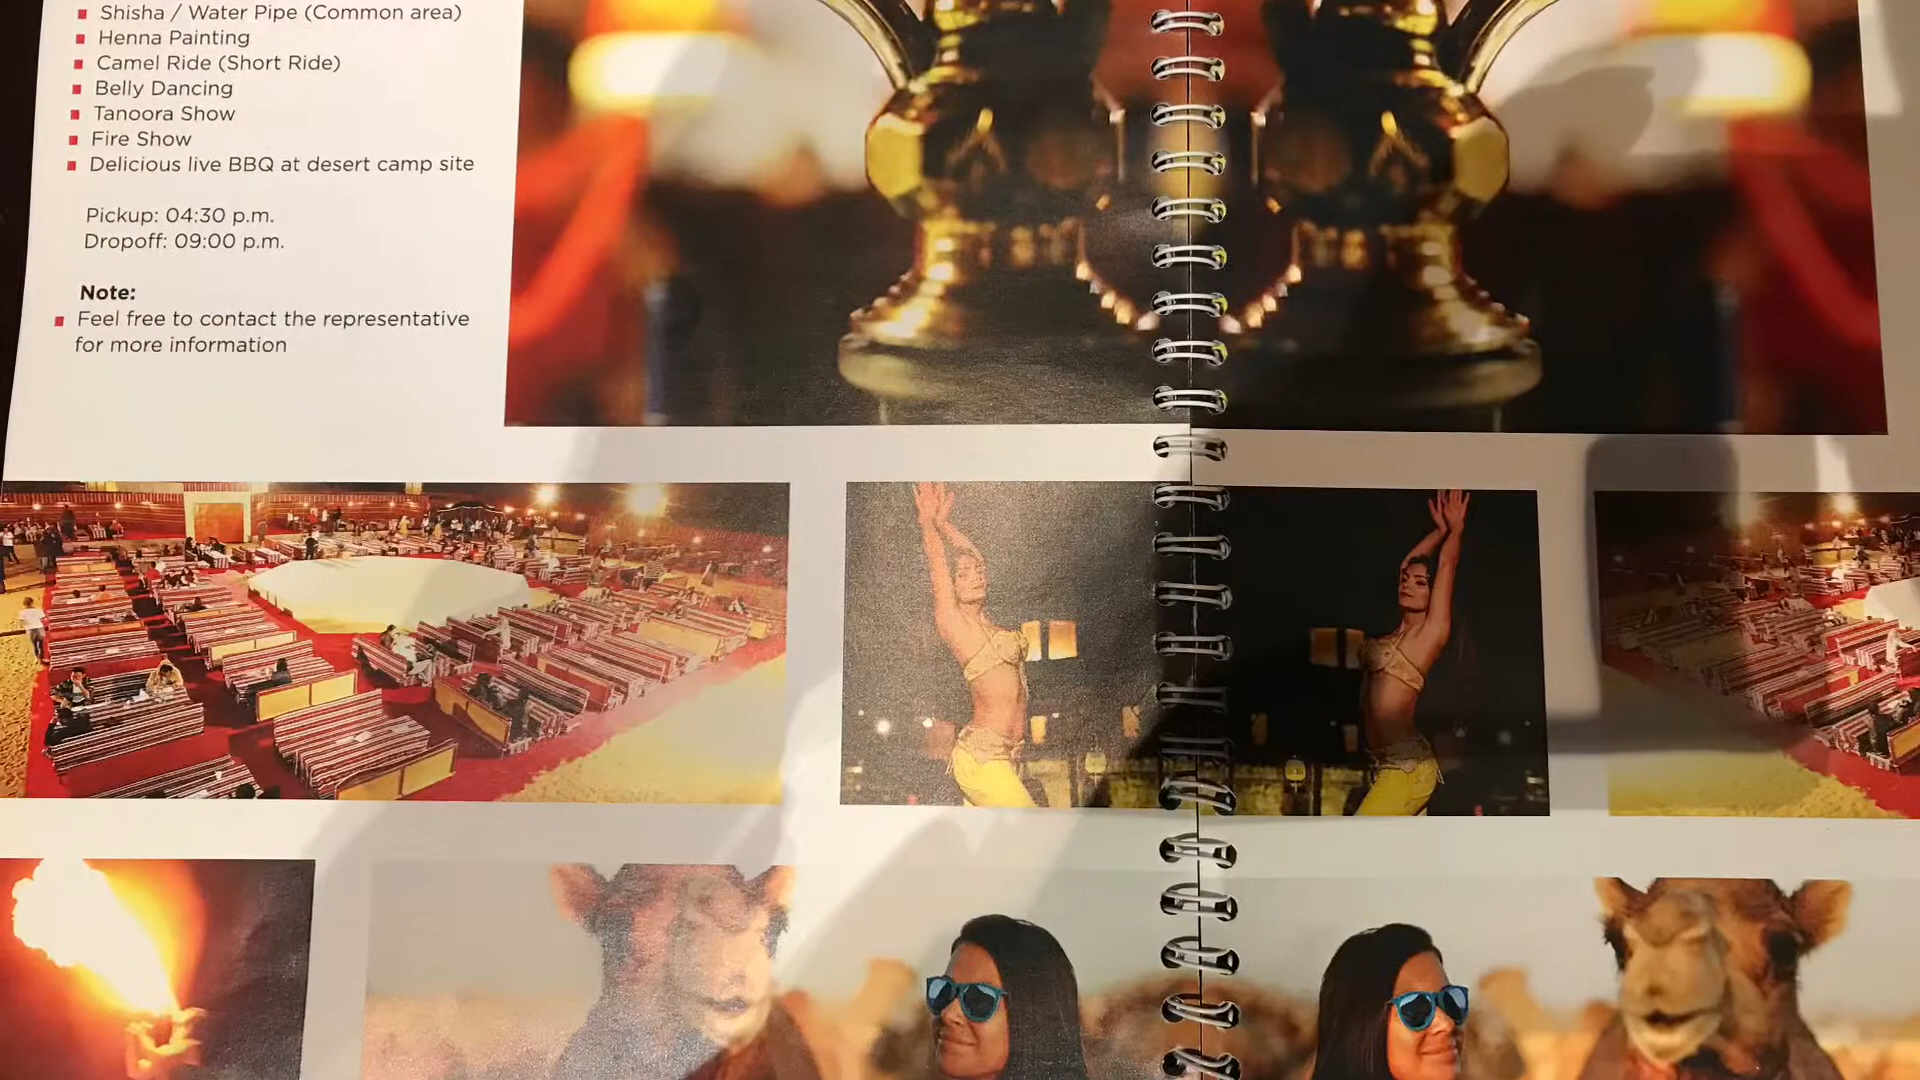 Shisha / Water Pipe (Common area)
Henna Painting
Camel Ride (Short Ride)
Belly Dancing
Tanoora Show
Fire Show
Delicious live BBQ at desert camp site
Pickup: 04:30 p.m.
Dropoff: 09:00 p.m.
Note:
Feel free to contact the representative
for more information